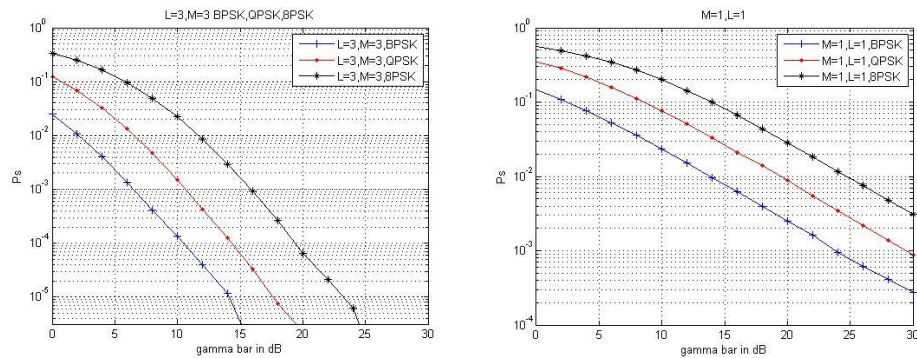 L=3,M=3 BPSK,QPSK,8PSK
10^0
10^-1
10^-2
10^-3
10^-4
10^-5
Ps
0 5 10 15 20 25 30
gamma bar in dB
L=3,M=3,BPSK
L=3,M=3,QPSK
L=3,M=3,8PSK
M=1,L=1
10^0
10^-1
10^-2
10^-3
10^-4
Ps
0 5 10 15 20 25 30
gamma bar in dB
M=1,L=1,BPSK
M=1,L=1,QPSK
M=1,L=1,8PSK